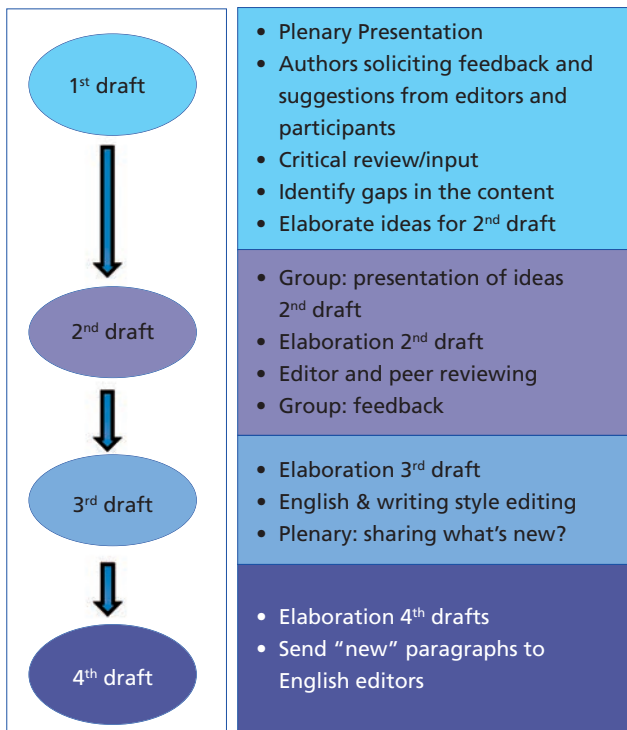 1st draft
• Plenary Presentation
• Authors soliciting feedback and
suggestions from editors and
participants
• Critical review/input
• Identify gaps in the content
• Elaborate ideas for 2nd draft
2nd draft
• Group: presentation of ideas
2nd draft
• Elaboration 2nd draft
• Editor and peer reviewing
• Group: feedback
3rd draft
• Elaboration 3rd draft
• English & writing style editing
• Plenary: sharing what's new?
4th draft
• Elaboration 4th drafts
• Send “new” paragraphs to
English editors